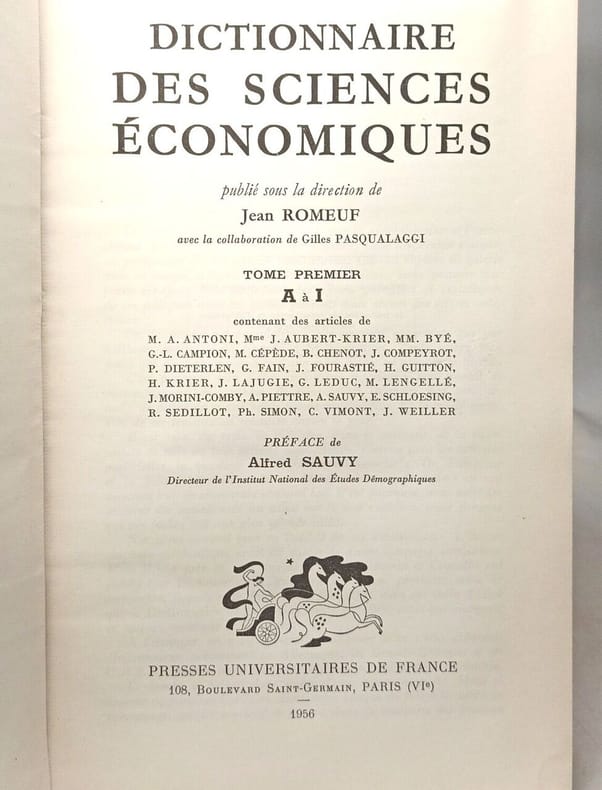 DICTIONNAIRE
DES SCIENCES
ÉCONOMIQUES
publié sous la direction de
Jean ROMEUF
avec la collaboration de Gilles PASQUALAGGI
TOME PREMIER
A à I
contenant des articles de
M. A. ANTONI, Mme J. AUBERT-KRIER, MM. BYÉ,
G.-L. CAMPION, M. CÉPÈDE, B. CHENOT, J. COMPEYROT,
P. DIETERLEN, G. FAIN, J. FOURASTIÉ, H. GUITTON,
H. KRIER, J. LAJUGIE, G. LEDUC, M. LENGELLÉ,
J. MORINI-COMBY, A. PIETTRE, A. SAUVY, E. SCHLOESING,
R. SEDILLOT, Ph. SIMON, C. VIMONT, J. WEILLER
PRÉFACE de
Alfred SAUVY
Directeur de l'Institut National des Études Démographiques
PRESSES UNIVERSITAIRES DE FRANCE
108, Boulevard Saint-Germain, PARIS (VIe)
1956